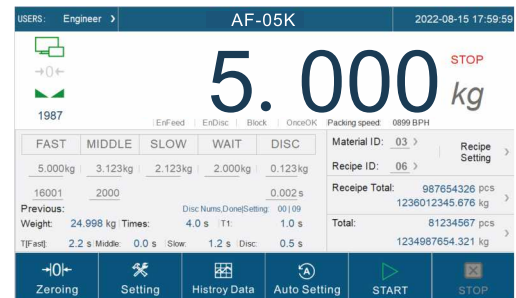 USERS: Engineer > AF-05K 2022-08-15 17:59:59
→0←
1987
5.000 kg
STOP
EnFeed | EnDisc | Block | OnceOK Packing speed: 0899 BPH
FAST MIDDLE SLOW WAIT DISC
5.000kg 3.123kg 2.123kg 2.000kg 0.123kg
16001 2000 0.002 s
Previous: Disc Nums,Done|Setting: 00 | 09
Weight: 24.998 kg Times: 4.0 s T1: 1.0 s
T[Fast]: 2.2 s Middle: 0.0 s Slow: 1.2 s Disc: 0.5 s
Material ID: 03 >
Recipe ID: 06 >
Recipe Setting >
Receipe Total: 987654326 pcs
1236012345.676 kg >
Total: 81234567 pcs
1234987654.321 kg >
→0← Zeroing
Setting
Histroy Data
A Auto Setting
START
STOP